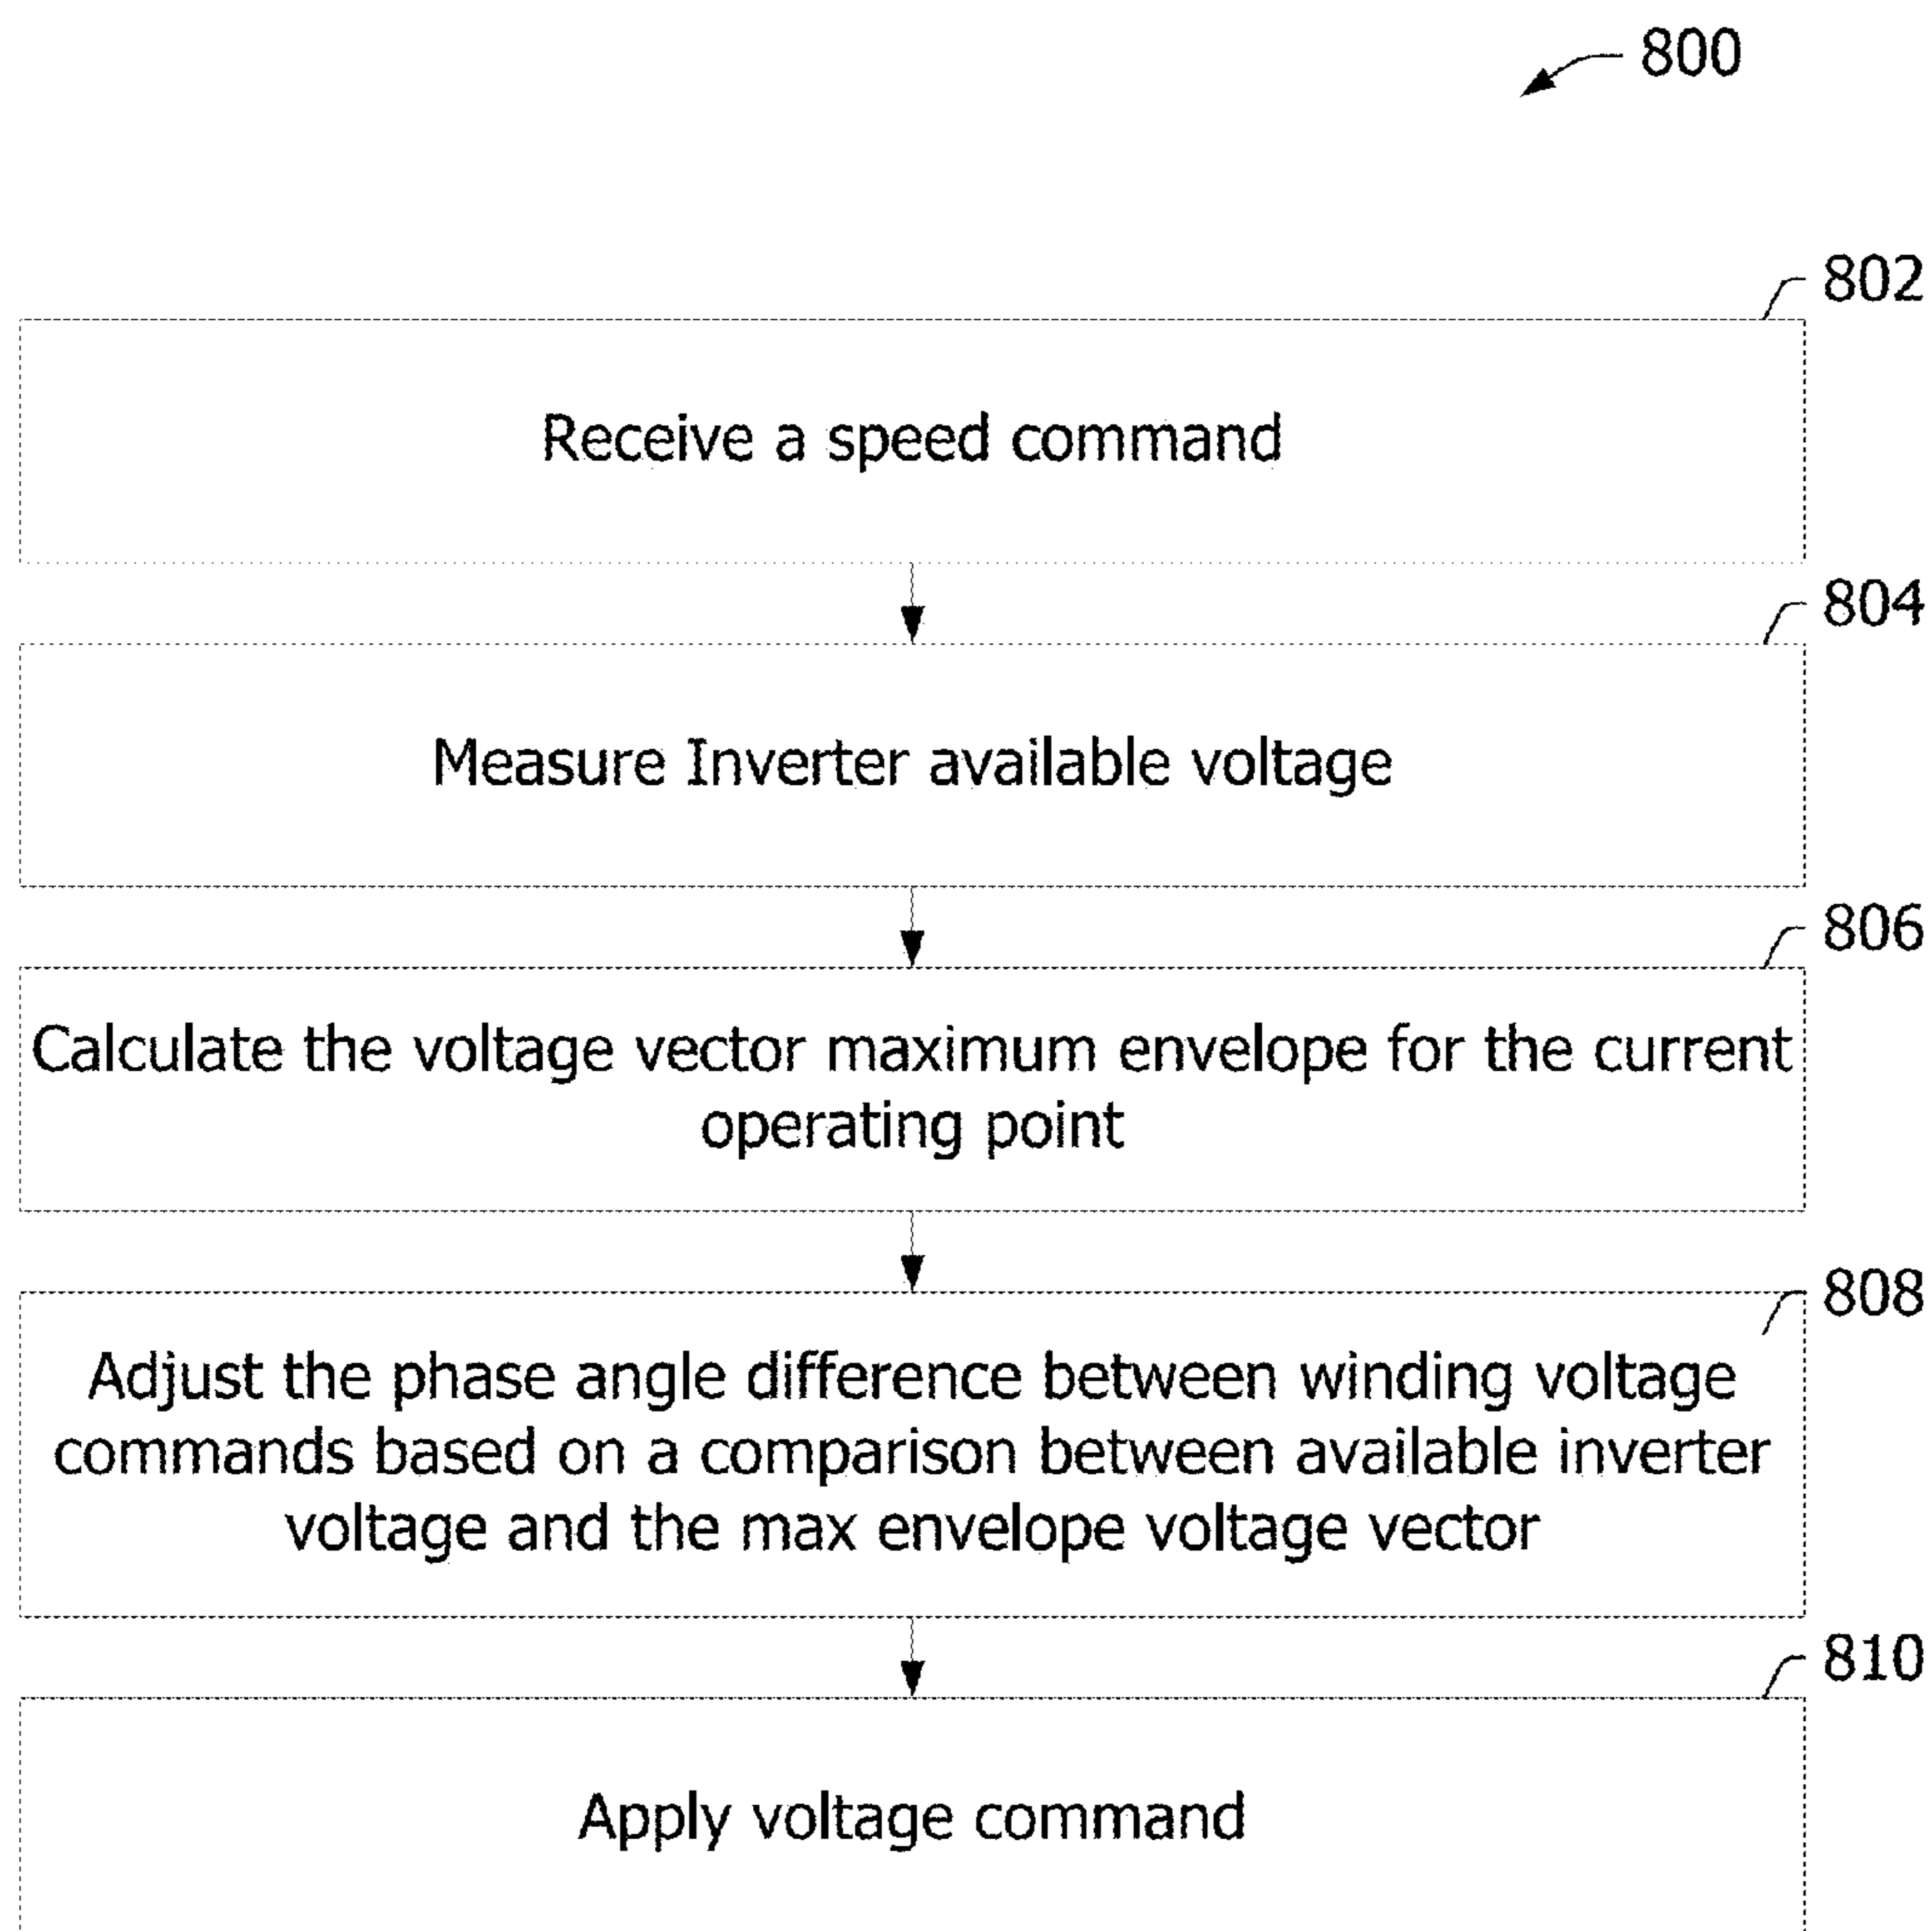 800
802
Receive a speed command
804
Measure Inverter available voltage
806
Calculate the voltage vector maximum envelope for the current
operating point
808
Adjust the phase angle difference between winding voltage
commands based on a comparison between available inverter
voltage and the max envelope voltage vector
810
Apply voltage command